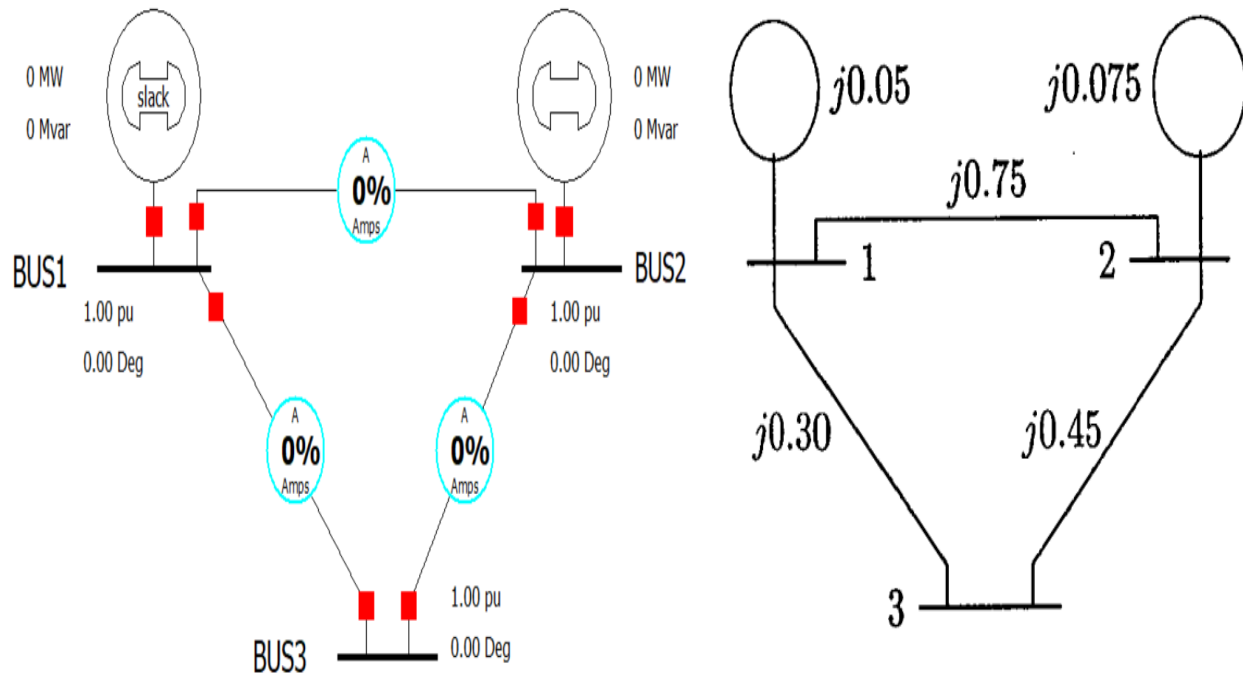 0 MW
0 Mvar
slack
0 MW
0 Mvar
A
0%
Amps
BUS1
BUS2
1.00 pu
0.00 Deg
1.00 pu
0.00 Deg
A
0%
Amps
A
0%
Amps
1.00 pu
0.00 Deg
BUS3
j0.05
j0.075
j0.75
1
2
j0.30
j0.45
3